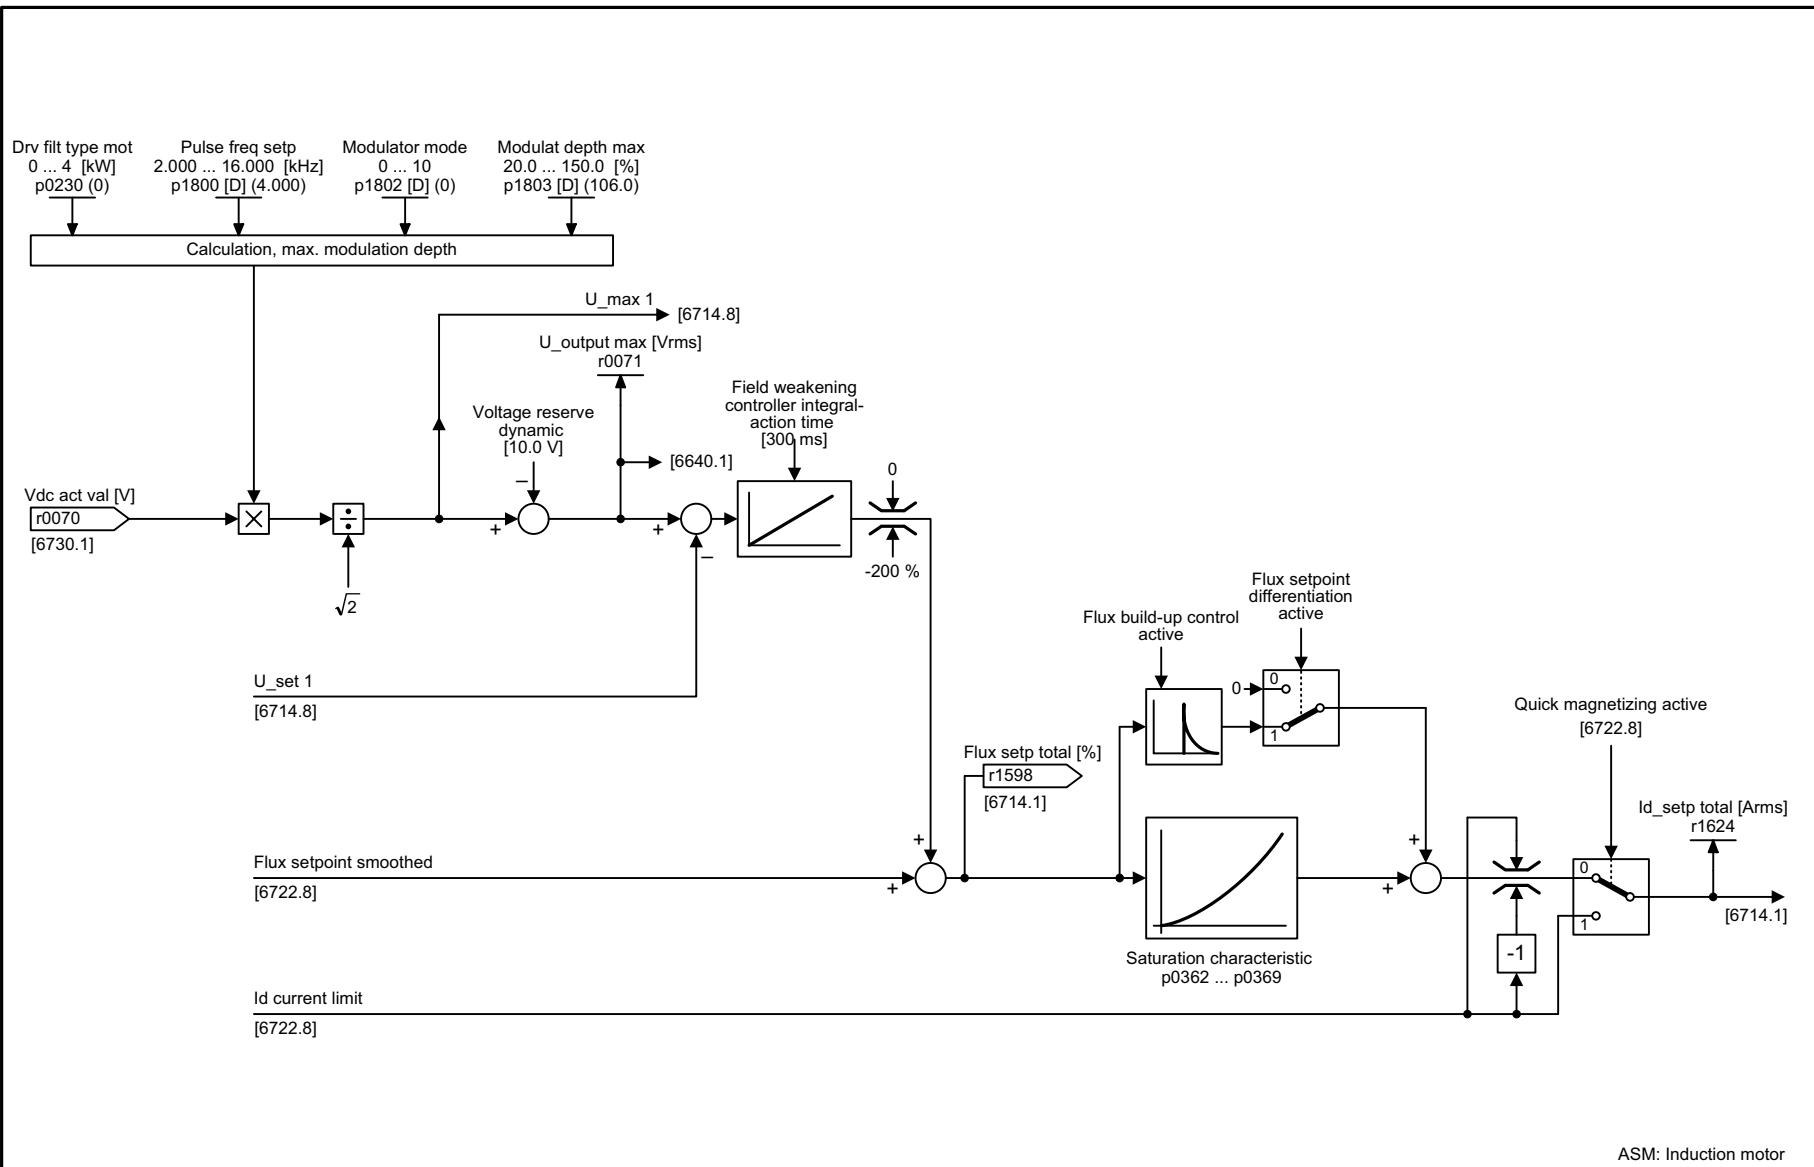 Drv filt type mot
0 ... 4 [kW]
p0230 (0)
Pulse freq setp
2.000 ... 16.000 [kHz]
p1800 [D] (4.000)
Modulator mode
0 ... 10
p1802 [D] (0)
Modulat depth max
20.0 ... 150.0 [%]
p1803 [D] (106.0)
Calculation, max. modulation depth
U_max 1
[6714.8]
U_output max [Vrms]
r0071
Field weakening
controller integral-
action time
[300 ms]
Voltage reserve
dynamic
[10.0 V]
[6640.1]
0
–
Vdc act val [V]
r0070
[6730.1]
×
÷
+
+
–
-200 %
√2
Flux setpoint
differentiation
active
Flux build-up control
active
U_set 1
[6714.8]
0
0
1
Quick magnetizing active
[6722.8]
Flux setp total [%]
r1598
[6714.1]
Id_setp total [Arms]
r1624
+
+
Flux setpoint smoothed
[6722.8]
+
+
0
1
[6714.1]
-1
Saturation characteristic
p0362 ... p0369
Id current limit
[6722.8]
ASM: Induction motor